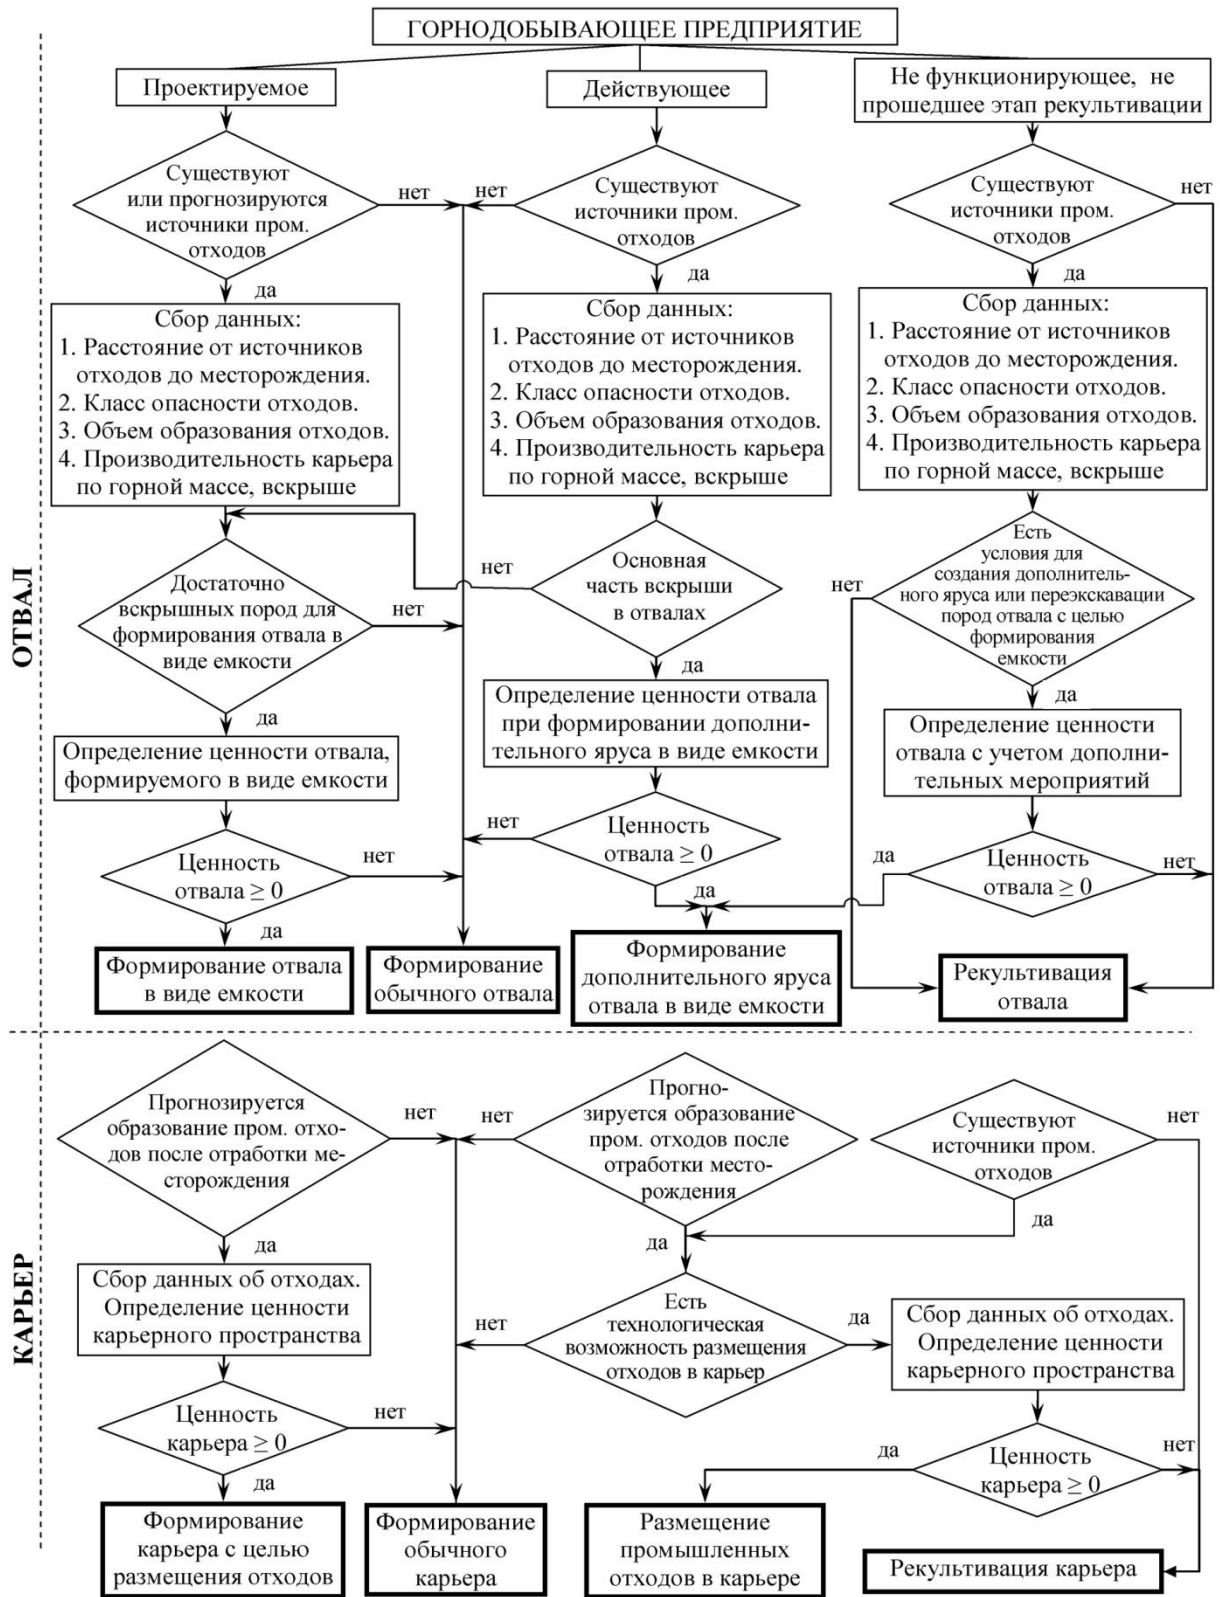 ГОРНОДОБЫВАЮЩЕЕ ПРЕДПРИЯТИЕ
Проектируемое
Действующее
Не функционирующее, не
прошедшее этап рекультивации
ОТВАЛ
Существуют
или прогнозируются
источники пром.
отходов
нет
да
нет
Существуют
источники пром.
отходов
да
Существуют
источники пром.
отходов
нет
да
Сбор данных:
1. Расстояние от источников
отходов до месторождения.
2. Класс опасности отходов.
3. Объем образования отходов.
4. Производительность карьера
по горной массе, вскрыше
Сбор данных:
1. Расстояние от источников
отходов до месторождения.
2. Класс опасности отходов.
3. Объем образования отходов.
4. Производительность карьера
по горной массе, вскрыше
Сбор данных:
1. Расстояние от источников
отходов до месторождения.
2. Класс опасности отходов.
3. Объем образования отходов.
4. Производительность карьера
по горной массе, вскрыше
Достаточно
вскрышных пород для
формирования отвала в
виде емкости
нет
да
нет
Основная
часть вскрыши
в отвалах
да
нет
Есть
условия для
создания дополнитель-
ного яруса или переэкскавации
пород отвала с целью
формирования
емкости
да
Определение ценности отвала,
формируемого в виде емкости
Определение ценности отвала
при формировании дополни-
тельного яруса в виде емкости
Определение ценности
отвала с учетом дополни-
тельных мероприятий
Ценность
отвала ≥ 0
нет
да
нет
Ценность
отвала ≥ 0
да
да
Ценность
отвала ≥ 0
нет
Формирование отвала
в виде емкости
Формирование
обычного отвала
Формирование
дополнительного яруса
отвала в виде емкости
Рекультивация
отвала
КАРЬЕР
Прогнозируется
образование пром. отхо-
дов после отработки ме-
сторождения
нет
да
нет
Прогно-
зируется образование
пром. отходов после
отработки место-
рождения
да
Существуют
источники пром.
отходов
нет
да
Сбор данных об отходах.
Определение ценности
карьерного пространства
нет
Есть
технологическая
возможность размещения
отходов в карьер
да
Сбор данных об отходах.
Определение ценности
карьерного пространства
Ценность
карьера ≥ 0
нет
да
да
Ценность
карьера ≥ 0
нет
Формирование
карьера с целью
размещения отходов
Формирование
обычного
карьера
Размещение
промышленных
отходов в карьере
Рекультивация карьера